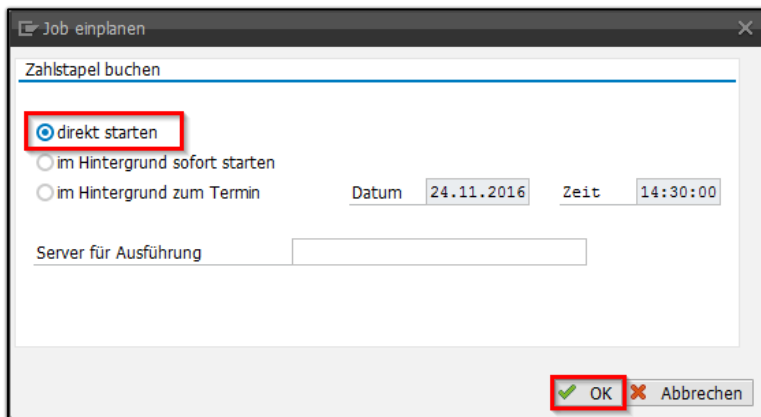 Job einplanen
Zahlstapel buchen
direkt starten
im Hintergrund sofort starten
im Hintergrund zum Termin Datum 24.11.2016 Zeit 14:30:00
Server für Ausführung
OK Abbrechen